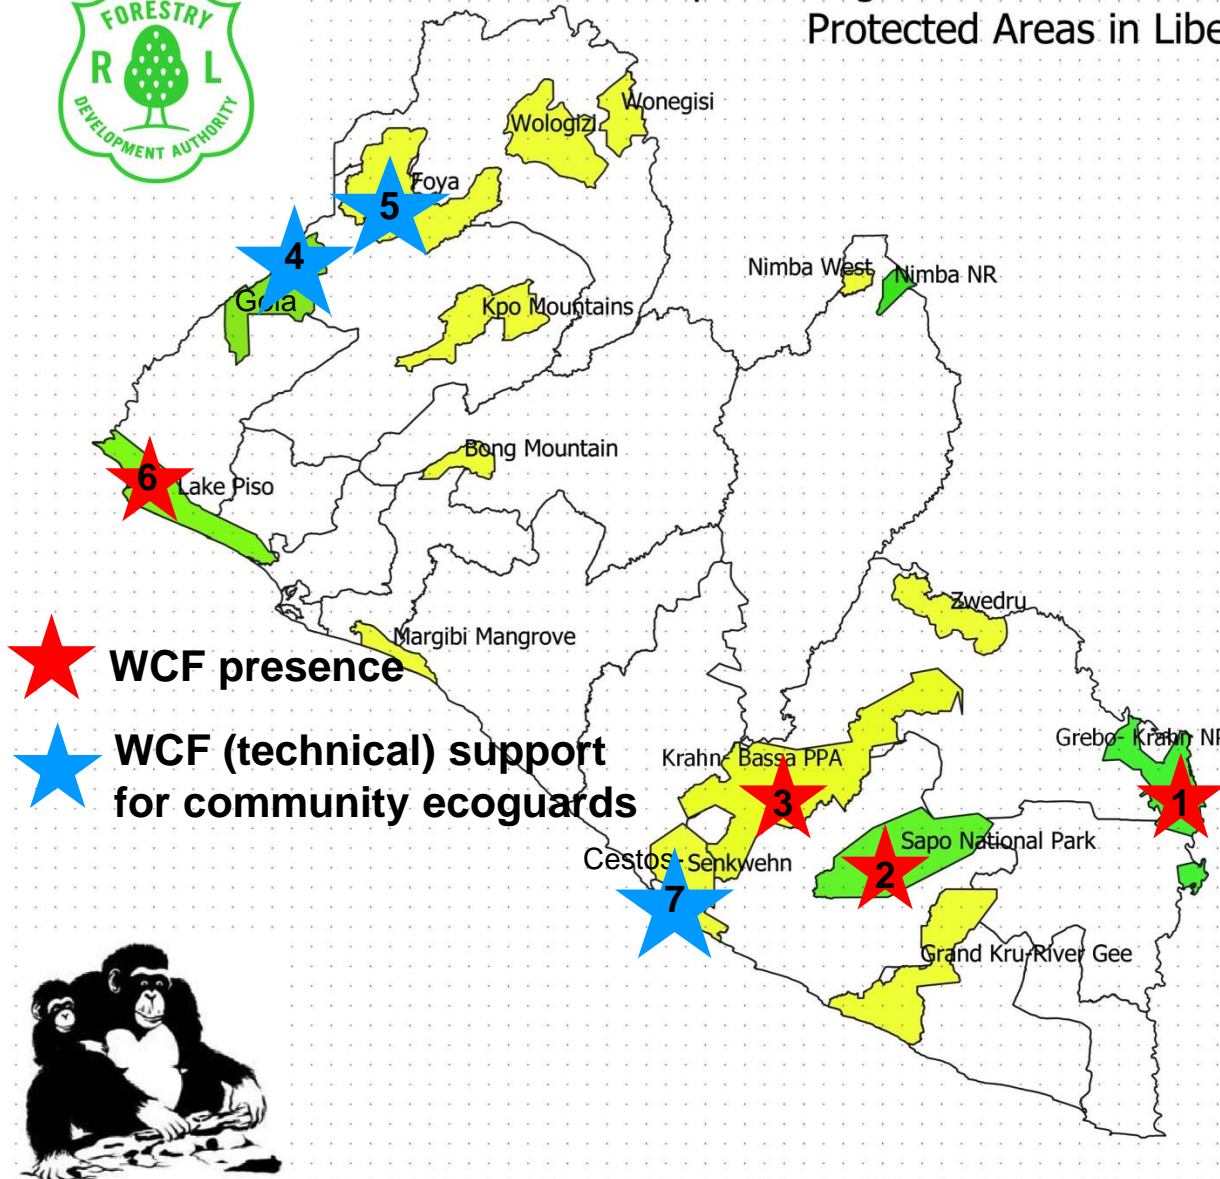 FORESTRY
R L
DEVELOPMENT AUTHORITY
Protected Areas in Libe
Wonegisi
Wologizi
Foya
5
4
Gola
Nimba West
Nimba NR
Kpo Mountains
Bong Mountain
6
Lake Piso
Zwedru
Margibi Mangrove
WCF presence
WCF (technical) support
for community ecoguards
Grebo- Krahn NP
Krahn- Bassa PPA
3
1
Sapo National Park
2
Cestos- Senkwehn
7
Grand Kru-River Gee